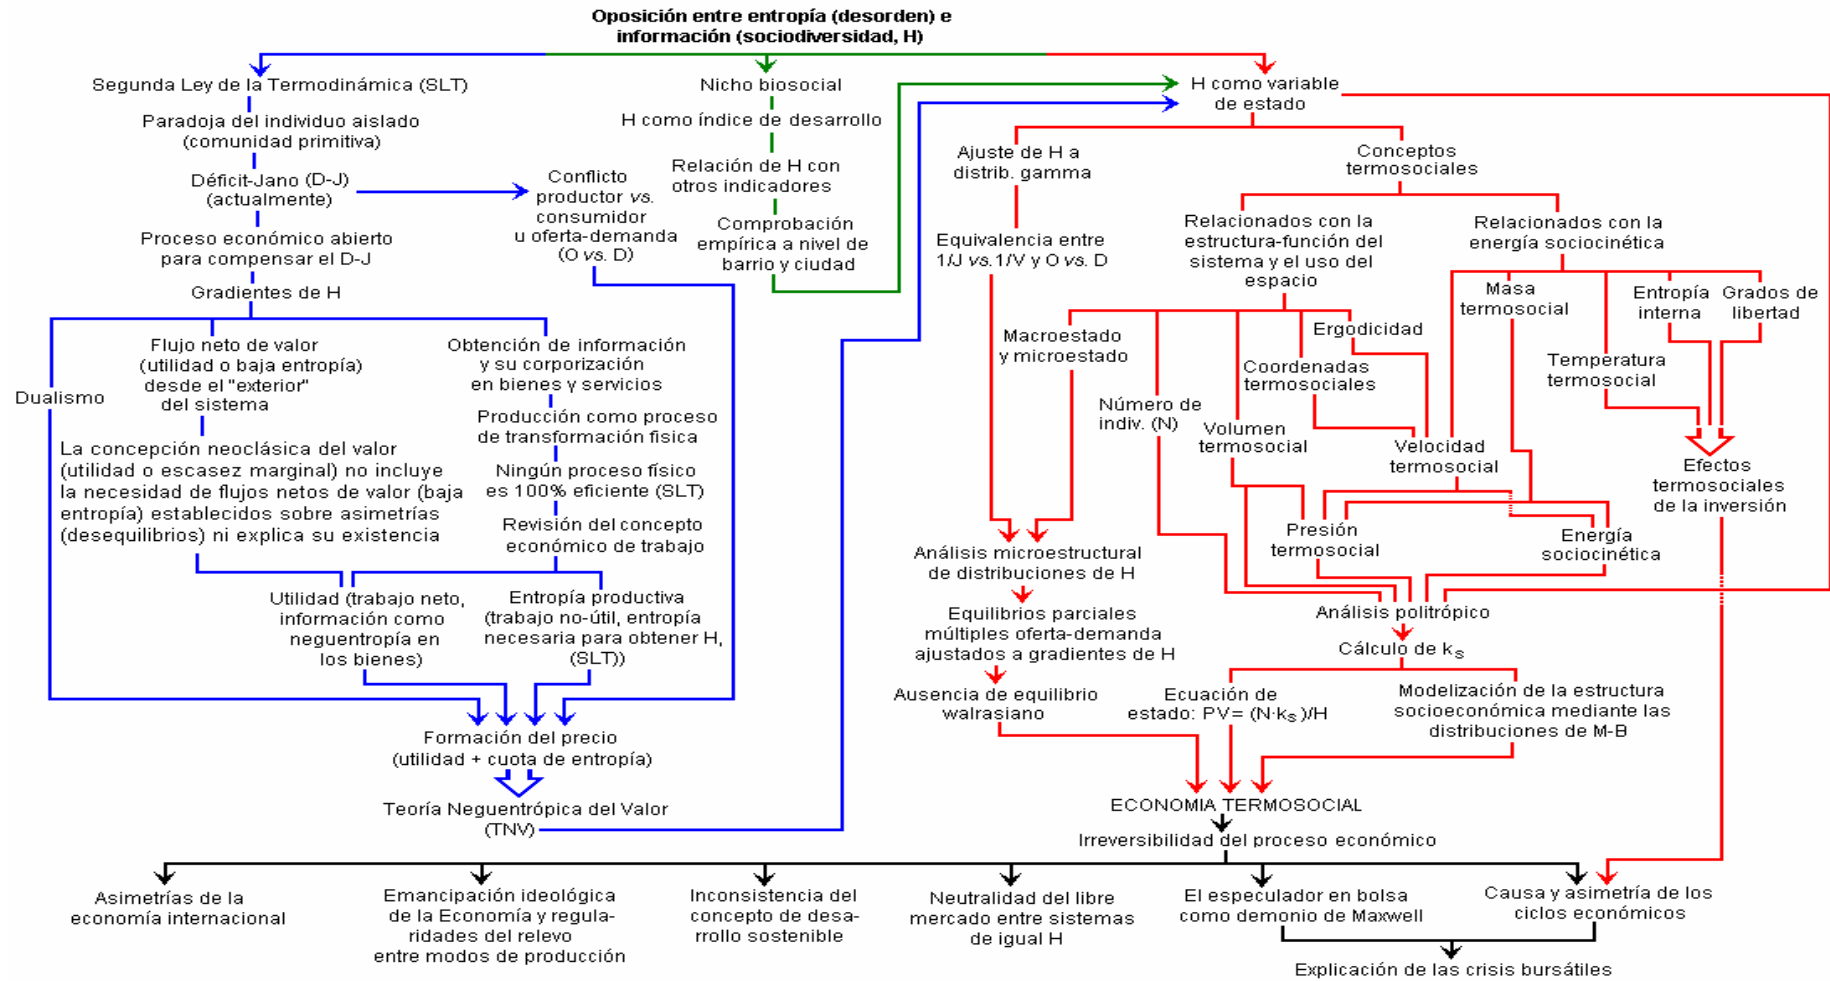 Oposición entre entropía (desorden) e
información (sociodiversidad, H)
Segunda Ley de la Termodinámica (SLT)
Paradoja del individuo aislado
(comunidad primitiva)
Déficit-Jano (D-J)
(actualmente)
Proceso económico abierto
para compensar el D-J
Gradientes de H
Conflicto
productor vs.
consumidor
u oferta-demanda
(O vs. D)
Dualismo
Flujo neto de valor
(utilidad o baja entropía)
desde el "exterior"
del sistema
La concepción neoclásica del valor
(utilidad o escasez marginal) no incluye
la necesidad de flujos netos de valor (baja
entropía) establecidos sobre asimetrías
(desequilibrios) ni explica su existencia
Obtención de información
y su corporización
en bienes y servicios
Producción como proceso
de transformación física
Ningún proceso físico
es 100% eficiente (SLT)
Revisión del concepto
económico de trabajo
Utilidad (trabajo neto,
información como
neguentropía en
los bienes)
Entropía productiva
(trabajo no-útil, entropía
necesaria para obtener H,
(SLT))
Formación del precio
(utilidad + cuota de entropía)
Teoría Neguentrópica del Valor
(TNV)
Nicho biosocial
H como índice de desarrollo
Relación de H con
otros indicadores
Comprobación
empírica a nivel de
barrio y ciudad
H como variable
de estado
Ajuste de H a
distrib. gamma
Equivalencia entre
1/J vs.1/V y O vs. D
Conceptos
termosociales
Relacionados con la
estructura-función del
sistema y el uso del
espacio
Relacionados con la
energía sociocinética
Macroestado
y microestado
Número de
indiv. (N)
Volumen
termosocial
Coordenadas
termosociales
Ergodicidad
Velocidad
termosocial
Masa
termosocial
Temperatura
termosocial
Entropía
interna
Grados de
libertad
Efectos
termosociales
de la inversión
Presión
termosocial
Energía
sociocinética
Análisis microestructural
de distribuciones de H
Equilibrios parciales
múltiples oferta-demanda
ajustados a gradientes de H
Ausencia de equilibrio
walrasiano
Análisis politrópico
Cálculo de ks
Ecuación de
estado: PV= (N·ks)/H
Modelización de la estructura
socioeconómica mediante las
distribuciones de M-B
ECONOMIA TERMOSOCIAL
Irreversibilidad del proceso económico
Asimetrías de la
economía internacional
Emancipación ideológica
de la Economía y regula-
ridades del relevo
entre modos de producción
Inconsistencia del
concepto de desa-
rrollo sostenible
Neutralidad del libre
mercado entre sistemas
de igual H
El especulador en bolsa
como demonio de Maxwell
Causa y asimetría de los
ciclos económicos
Explicación de las crisis bursátiles